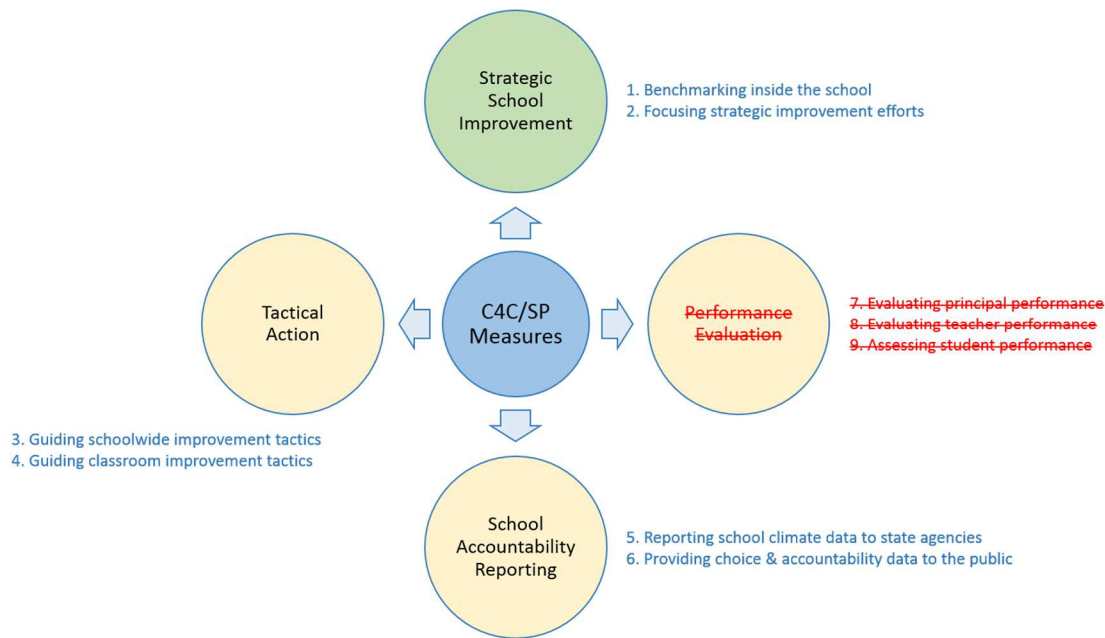 Strategic
School
Improvement
1. Benchmarking inside the school
2. Focusing strategic improvement efforts
Tactical
Action
C4C/SP
Measures
Performance
Evaluation
7. Evaluating principal performance
8. Evaluating teacher performance
9. Assessing student performance
3. Guiding schoolwide improvement tactics
4. Guiding classroom improvement tactics
School
Accountability
Reporting
5. Reporting school climate data to state agencies
6. Providing choice & accountability data to the public